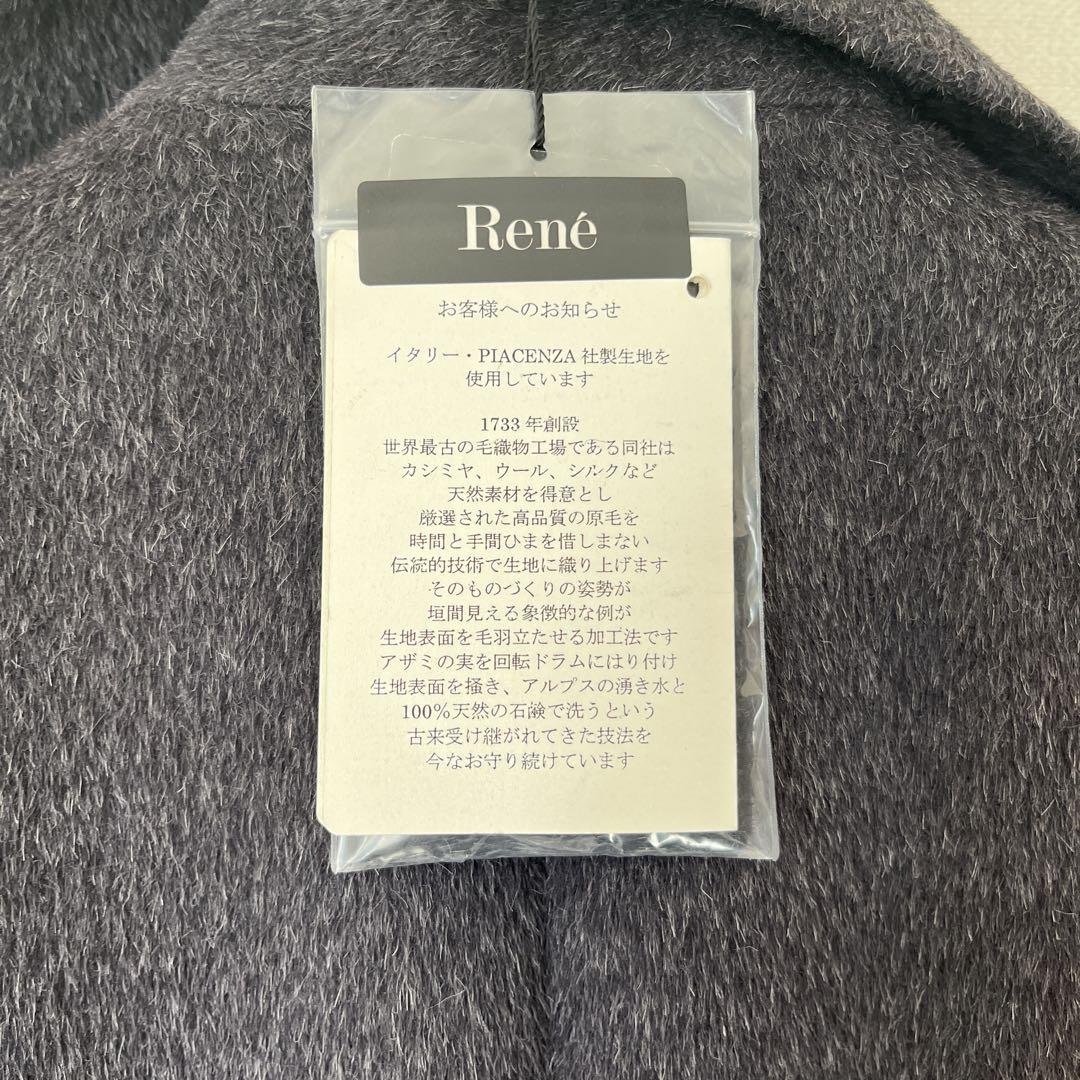 René
お客様へのお知らせ
イタリー・PIACENZA 社製生地を
使用しています
1733 年創設
世界最古の毛織物工場である同社は
カシミヤ、ウール、シルクなど
天然素材を得意とし
厳選された高品質の原毛を
時間と手間ひまを惜しまない
伝統的技術で生地に織り上げます
そのものづくりの姿勢が
垣間見える象徴的な例が
生地表面を毛羽立たせる加工法です
アザミの実を回転ドラムにはり付け
生地表面を掻き、アルプスの湧き水と
100%天然の石鹸で洗うという
古来受け継がれてきた技法を
今なお守り続けています